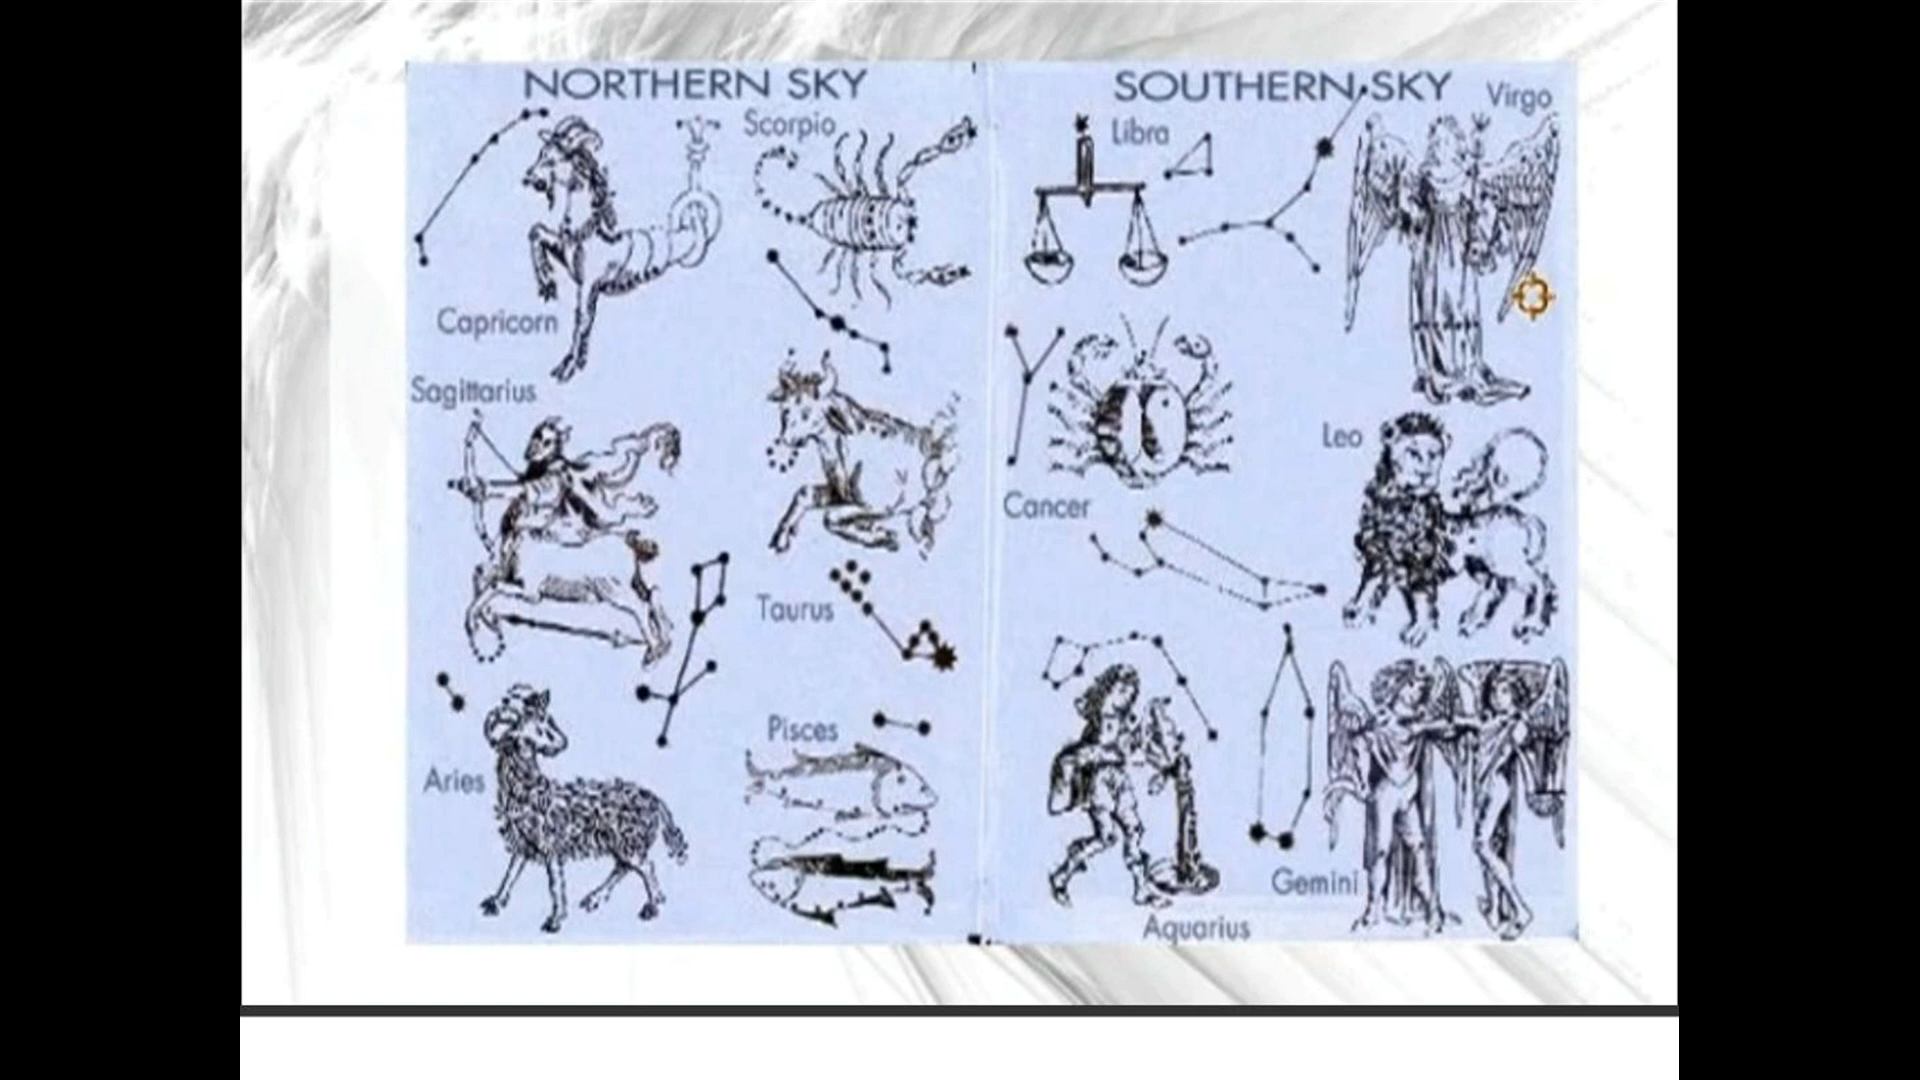 NORTHERN SKY
Scorpio
Capricorn
Sagittarius
Taurus
Pisces
Aries
SOUTHERN SKY
Virgo
Libra
Leo
Cancer
Gemini
Aquarius